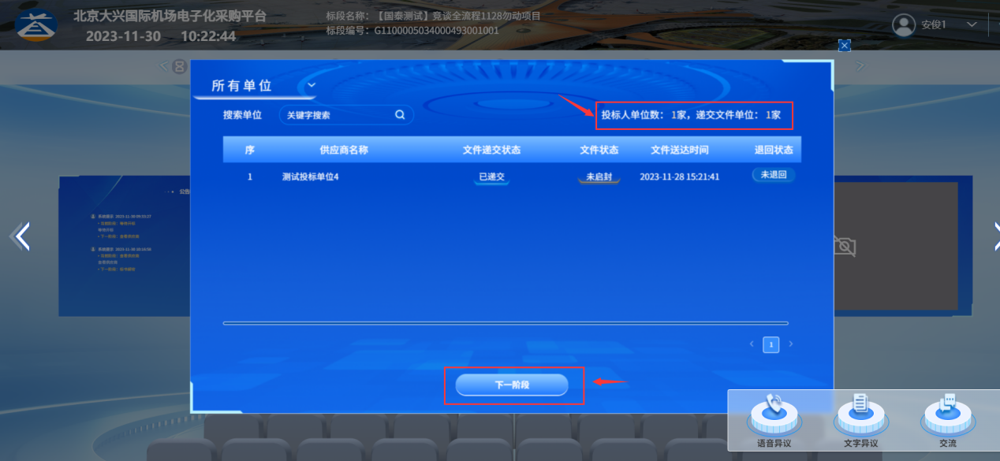 北京大兴国际机场电子化采购平台
2023-11-30 10:22:44
标段名称：【国泰测试】竞谈全流程1128勿动项目
标段编号：G1100005034000493001001
安俊1
所有单位
搜索单位 关键字搜索
投标人单位数： 1家，递交文件单位： 1家
序 供应商名称 文件递交状态 文件状态 文件送达时间 退回状态
1 测试投标单位4 已递交 未启封 2023-11-28 15:21:41 未退回
公告
1
下一阶段
语音异议 文字异议 交流